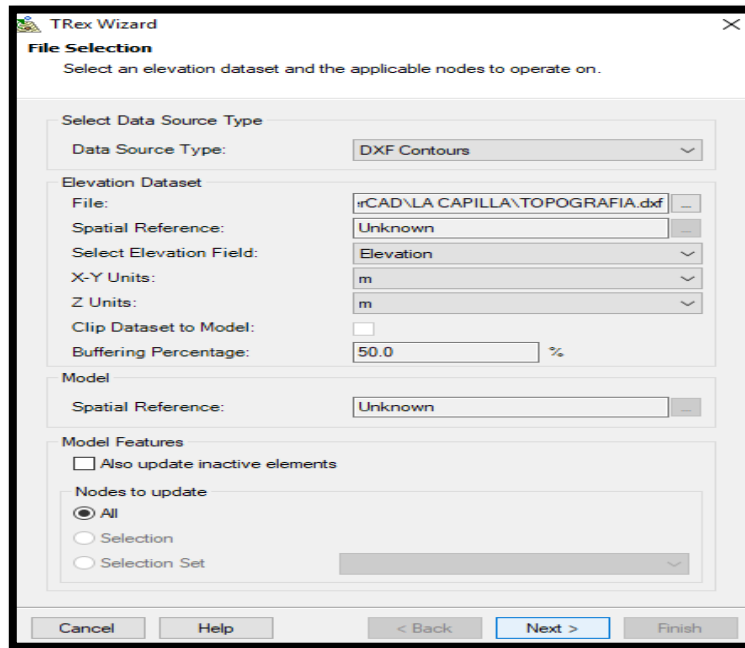 TRex Wizard
File Selection
Select an elevation dataset and the applicable nodes to operate on.
Select Data Source Type
Data Source Type: DXF Contours
Elevation Dataset
File: rCAD\LA CAPILLA\TOPOGRAFIA.dxf ...
Spatial Reference: Unknown ...
Select Elevation Field: Elevation
X-Y Units: m
Z Units: m
Clip Dataset to Model:
Buffering Percentage: 50.0 %
Model
Spatial Reference: Unknown ...
Model Features
Also update inactive elements
Nodes to update
All
Selection
Selection Set
Cancel Help < Back Next > Finish